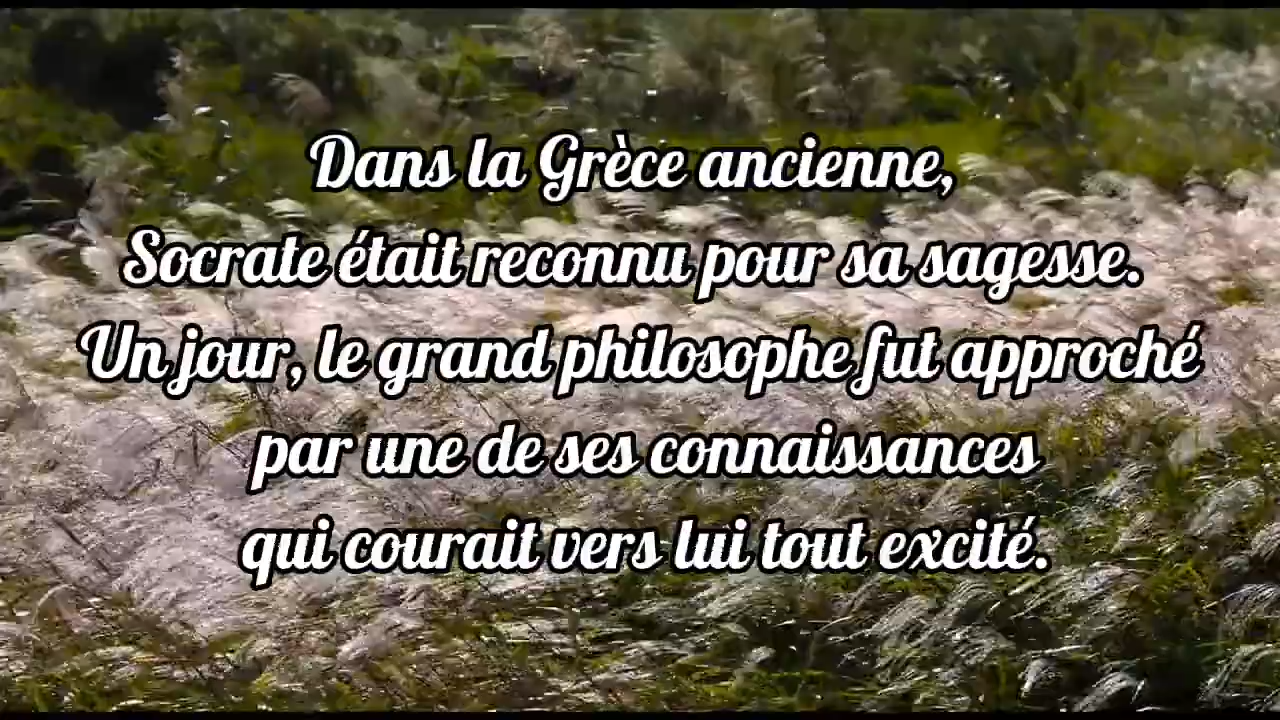 Dans la Grèce ancienne,
Socrate était reconnu pour sa sagesse.
Un jour, le grand philosophe fut approché
par une de ses connaissances
qui courait vers lui tout excité.